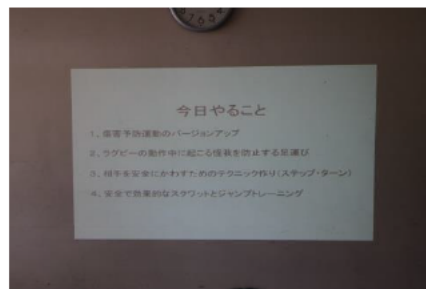 今日やること
1、傷害予防運動のバージョンアップ
2、ラグビーの動作中に起こる怪我を防止する足運び
3、相手を安全にかわすためのテクニック作り(ステップ・ターン)
4、安全で効果的なスクワットとジャンプトレーニング